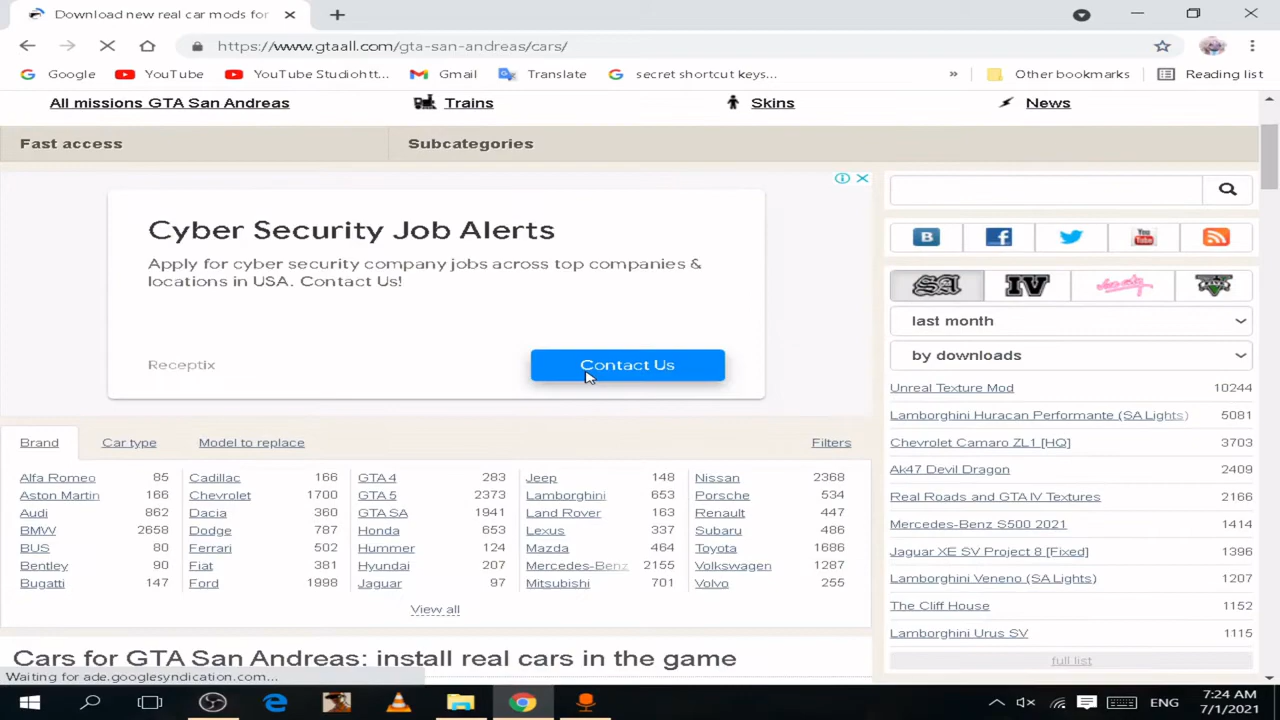 Download new real car mods for
https://www.gtaall.com/gta-san-andreas/cars/
Google YouTube YouTube Studiohtt... Gmail Translate secret shortcut keys... » Other bookmarks Reading list
All missions GTA San Andreas Trains Skins News
Fast access Subcategories
Cyber Security Job Alerts
Apply for cyber security company jobs across top companies &
locations in USA. Contact Us!
Receptix Contact Us
Brand Car type Model to replace Filters
Alfa Romeo 85 Cadillac 166 GTA 4 283 Jeep 148 Nissan 2368
Aston Martin 166 Chevrolet 1700 GTA 5 2373 Lamborghini 653 Porsche 534
Audi 862 Dacia 360 GTA SA 1941 Land Rover 163 Renault 447
BMW 2658 Dodge 787 Honda 653 Lexus 337 Subaru 486
BUS 80 Ferrari 502 Hummer 124 Mazda 464 Toyota 1686
Bentley 90 Fiat 381 Hyundai 207 Mercedes-Benz 2155 Volkswagen 1287
Bugatti 147 Ford 1998 Jaguar 97 Mitsubishi 701 Volvo 255
View all
Cars for GTA San Andreas: install real cars in the game
Waiting for ade.googlesyndication.com...
B
You Tube
SA IV
V
last month
by downloads
Unreal Texture Mod 10244
Lamborghini Huracan Performante (SA Lights) 5081
Chevrolet Camaro ZL1 [HQ] 3703
Ak47 Devil Dragon 2409
Real Roads and GTA IV Textures 2166
Mercedes-Benz S500 2021 1414
Jaguar XE SV Project 8 [Fixed] 1396
Lamborghini Veneno (SA Lights) 1207
The Cliff House 1152
Lamborghini Urus SV 1115
full list
ENG
7:24 AM
7/1/2021